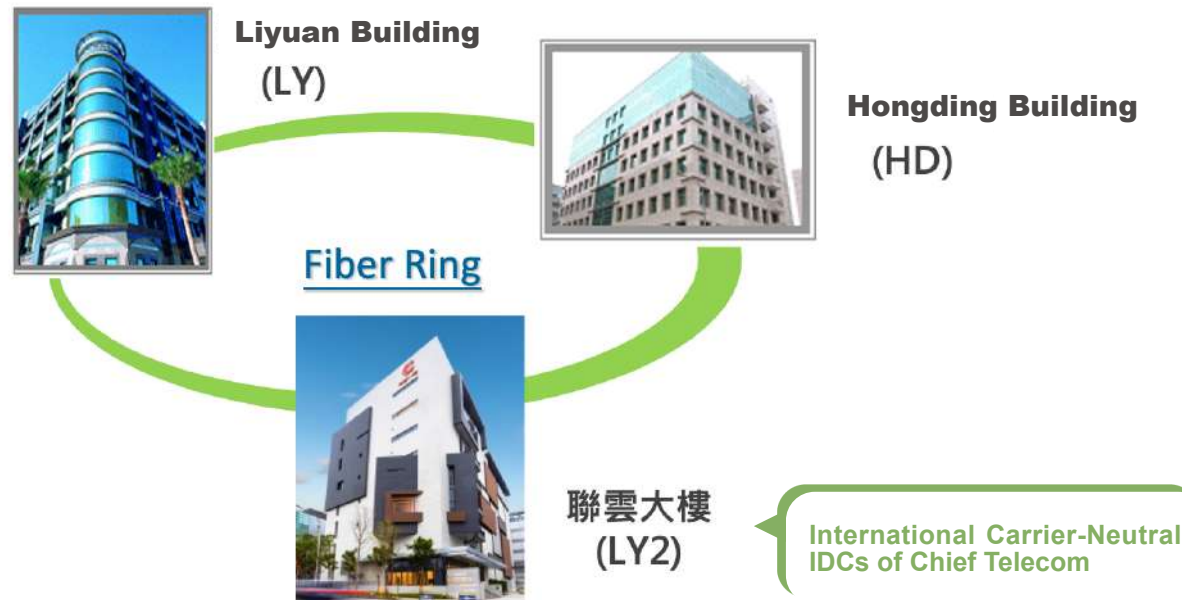 Liyuan Building
(LY)
Hongding Building
(HD)
Fiber Ring
聯雲大樓
(LY2)
International Carrier-Neutral
IDCs of Chief Telecom